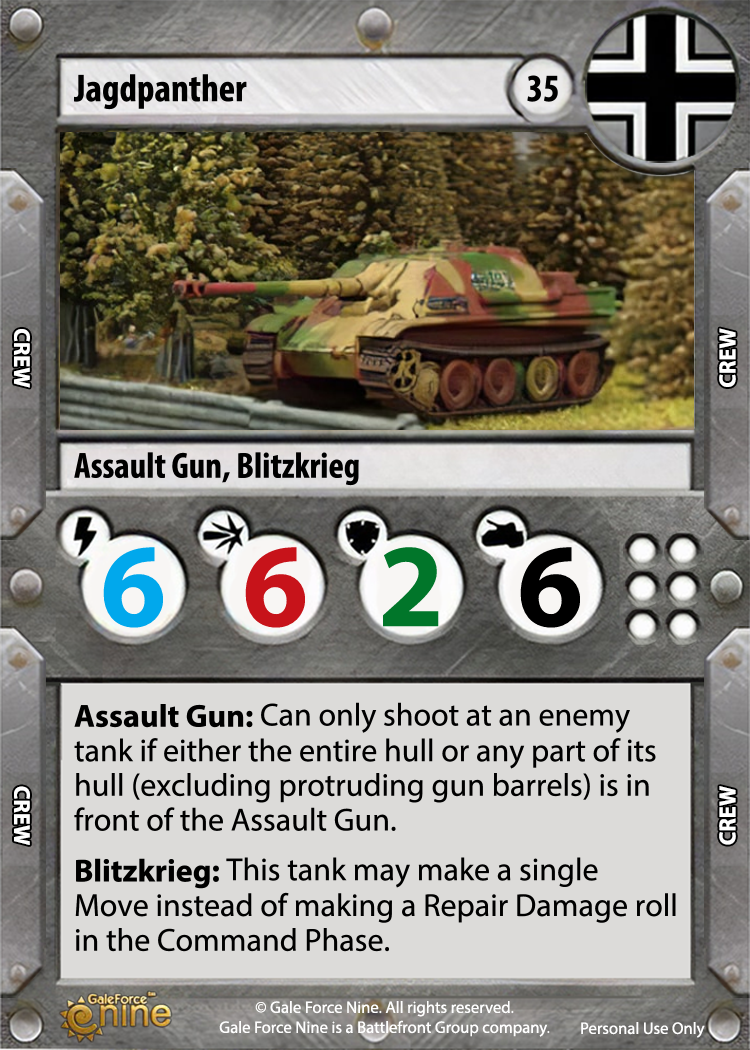 Jagdpanther
35
CREW
CREW
Assault Gun, Blitzkrieg
6 6 2 6
Assault Gun: Can only shoot at an enemy
tank if either the entire hull or any part of its
hull (excluding protruding gun barrels) is in
front of the Assault Gun.
Blitzkrieg: This tank may make a single
Move instead of making a Repair Damage roll
in the Command Phase.
CREW
CREW
GaleForce™
nine
© Gale Force Nine. All rights reserved.
Gale Force Nine is a Battlefront Group company.
Personal Use Only